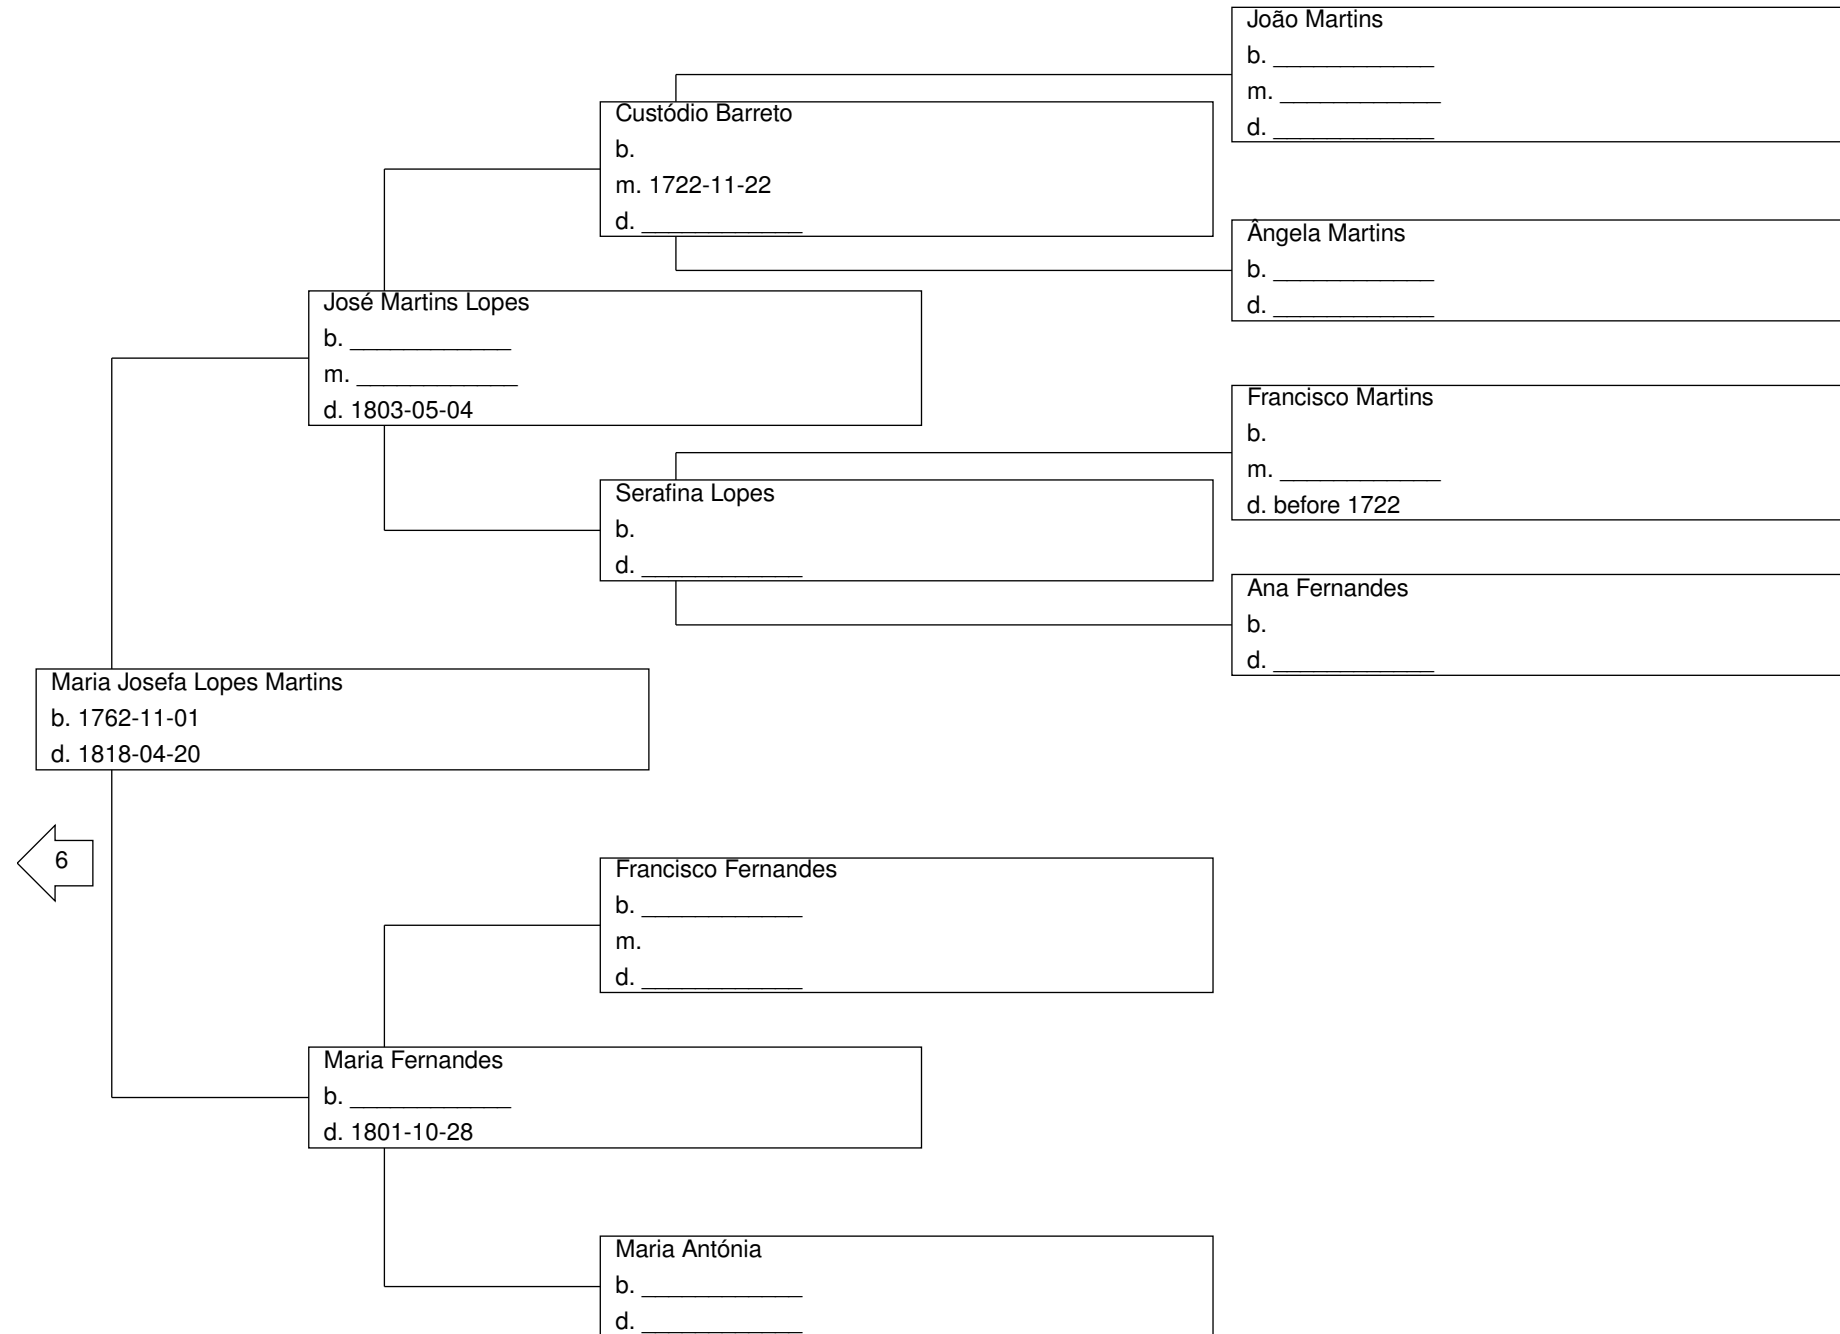 João Martins
b. ____________
m. ____________
d. ____________
Custódio Barreto
b.
m. 1722-11-22
d. ____________
Ângela Martins
b. ____________
d. ____________
José Martins Lopes
b. ____________
m. ____________
d. 1803-05-04
Francisco Martins
b.
m. ____________
d. before 1722
Serafina Lopes
b.
d. ____________
Ana Fernandes
b.
d. ____________
Maria Josefa Lopes Martins
b. 1762-11-01
d. 1818-04-20
6
Francisco Fernandes
b. ____________
m.
d. ____________
Maria Fernandes
b. ____________
d. 1801-10-28
Maria Antónia
b. ____________
d. ____________